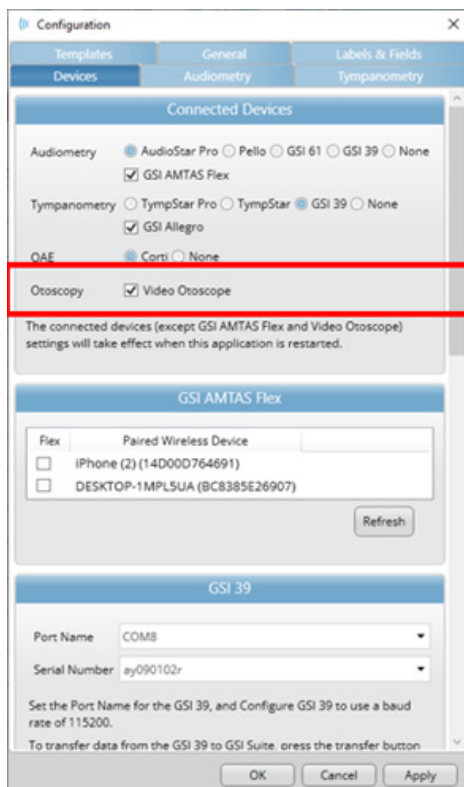 Configuration
Templates General Labels & Fields
Devices Audiometry Tympanometry
Connected Devices
Audiometry AudioStar Pro Pello GSI 61 GSI 39 None
GSI AMTAS Flex
Tympanometry TympStar Pro TympStar GSI 39 None
GSI Allegro
OAE Corti None
Otoscopy Video Otoscope
The connected devices (except GSI AMTAS Flex and Video Otoscope)
settings will take effect when this application is restarted.
GSI AMTAS Flex
Flex Paired Wireless Device
iPhone (2) (14D00D764691)
DESKTOP-1MPL5UA (BC8385E26907)
Refresh
GSI 39
Port Name COM8
Serial Number ay090102r
Set the Port Name for the GSI 39, and Configure GSI 39 to use a baud
rate of 115200.
To transfer data from the GSI 39 to GSI Suite, press the transfer button
OK Cancel Apply